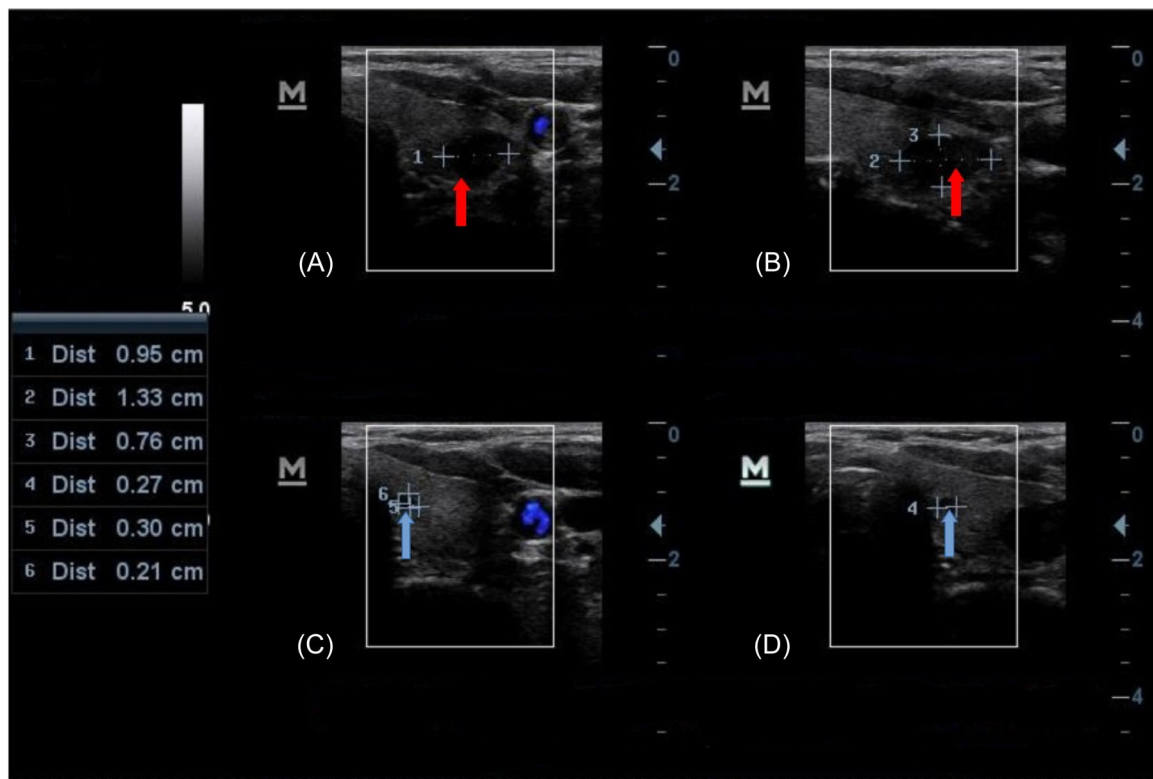 M
M
0
0
1
3
2
2
2
(A)
(B)
5.0
4
1 Dist 0.95 cm
2 Dist 1.33 cm
3 Dist 0.76 cm
4 Dist 0.27 cm
5 Dist 0.30 cm
6 Dist 0.21 cm
M
M
0
0
6
5
4
2
2
(C)
(D)
4